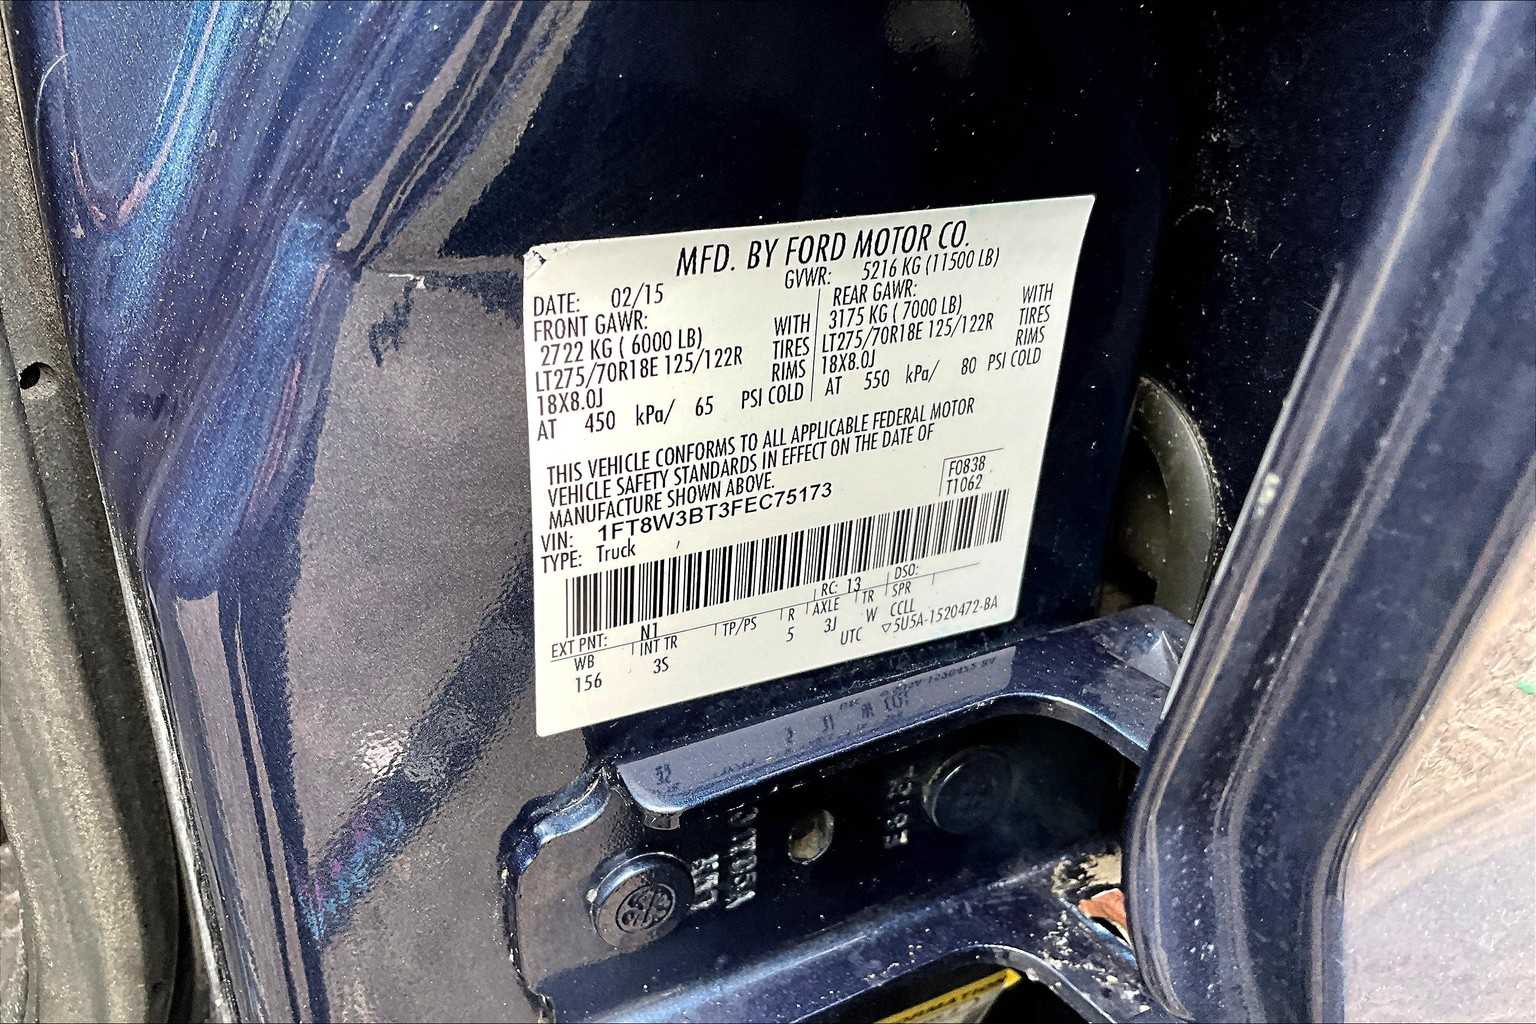 MFD. BY FORD MOTOR CO.
DATE: 02/15
GVWR: 5216 KG (11500 LB)
FRONT GAWR:
2722 KG ( 6000 LB)
WITH
LT275/70R18E 125/122R
TIRES
18X8.0J
RIMS
AT 450 kPa/ 65 PSI COLD
REAR GAWR:
3175 KG ( 7000 LB)
WITH
LT275/70R18E 125/122R
TIRES
18X8.0J
RIMS
AT 550 kPa/ 80 PSI COLD
THIS VEHICLE CONFORMS TO ALL APPLICABLE FEDERAL MOTOR
VEHICLE SAFETY STANDARDS IN EFFECT ON THE DATE OF
MANUFACTURE SHOWN ABOVE.
F0838
T1062
VIN: 1FT8W3BT3FEC75173
TYPE: Truck
EXT PNT: N1 RC: 13 DSO:
WB INT TR TP/PS R AXLE TR SPR
156 3S 5 3J W CCLL
UTC ▽5U5A-1520472-BA